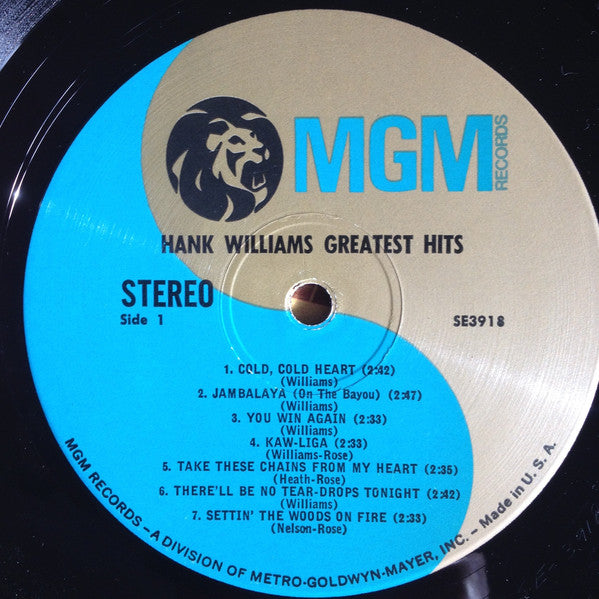 MGM
RECORDS
HANK WILLIAMS GREATEST HITS
STEREO
Side 1
SE3918
1. COLD, COLD HEART (2:42)
(Williams)
2. JAMBALAYA (On The Bayou) (2:47)
(Williams)
3. YOU WIN AGAIN (2:33)
(Williams)
4. KAW-LIGA (2:33)
(Williams-Rose)
5. TAKE THESE CHAINS FROM MY HEART (2:35)
(Heath-Rose)
6. THERE'LL BE NO TEAR-DROPS TONIGHT (2:42)
(Williams)
7. SETTIN' THE WOODS ON FIRE (2:33)
(Nelson-Rose)
MGM RECORDS – A DIVISION OF METRO-GOLDWYN-MAYER, INC. – Made in U. S. A.